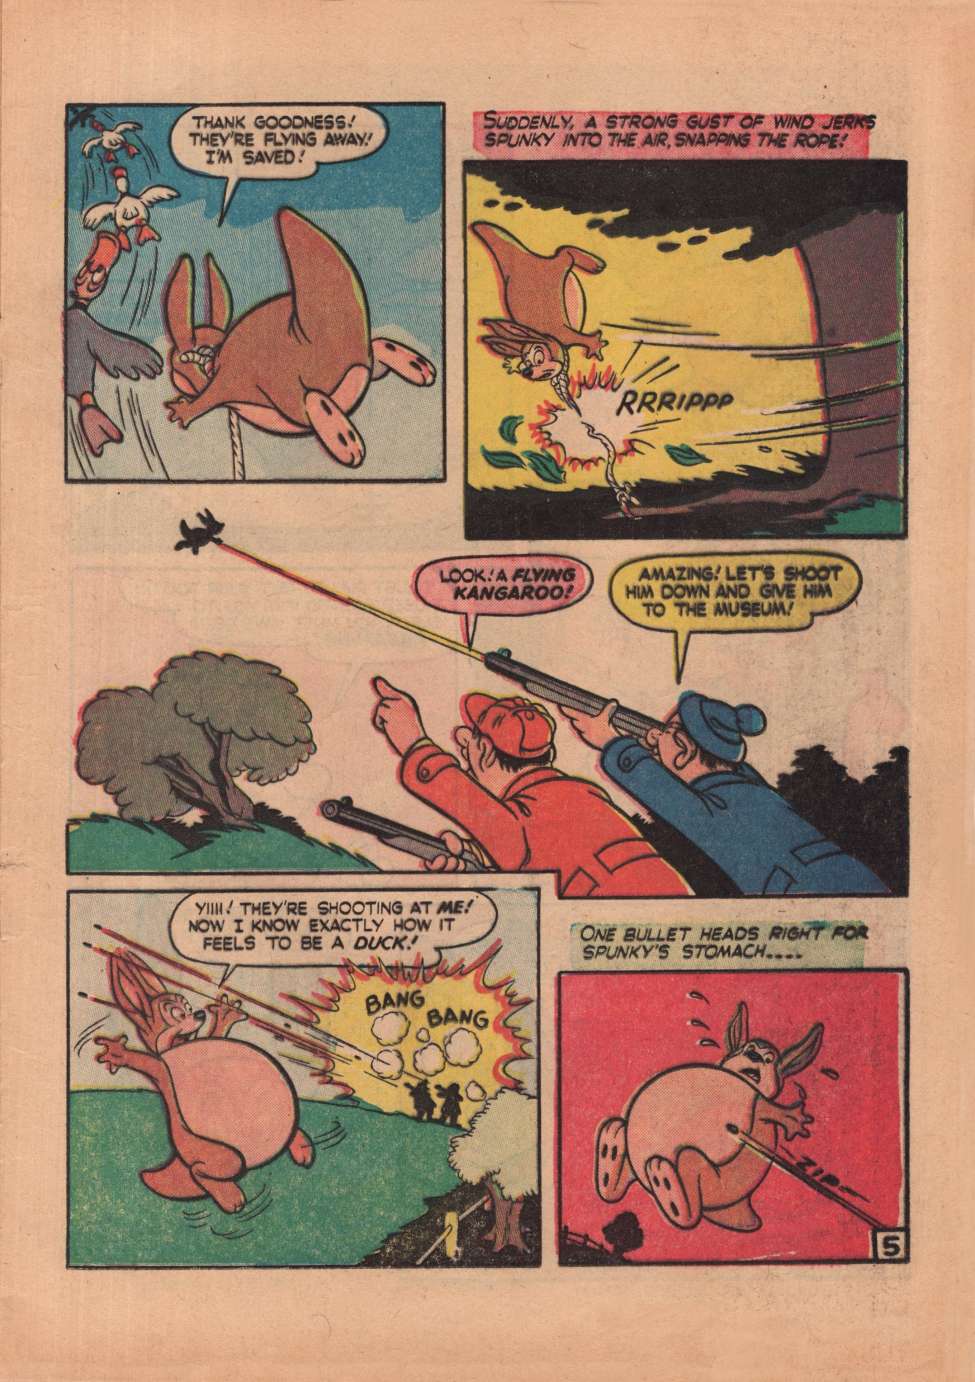 THANK GOODNESS!
THEY'RE FLYING AWAY!
I'M SAVED!
SUDDENLY, A STRONG GUST OF WIND JERKS
SPUNKY INTO THE AIR, SNAPPING THE ROPE!
RRRIPPP
LOOK! A FLYING
KANGAROO!
AMAZING! LET'S SHOOT
HIM DOWN AND GIVE HIM
TO THE MUSEUM!
YIIII! THEY'RE SHOOTING AT ME!
NOW I KNOW EXACTLY HOW IT
FEELS TO BE A DUCK!
BANG
BANG
ONE BULLET HEADS RIGHT FOR
SPUNKY'S STOMACH....
ZIP
5